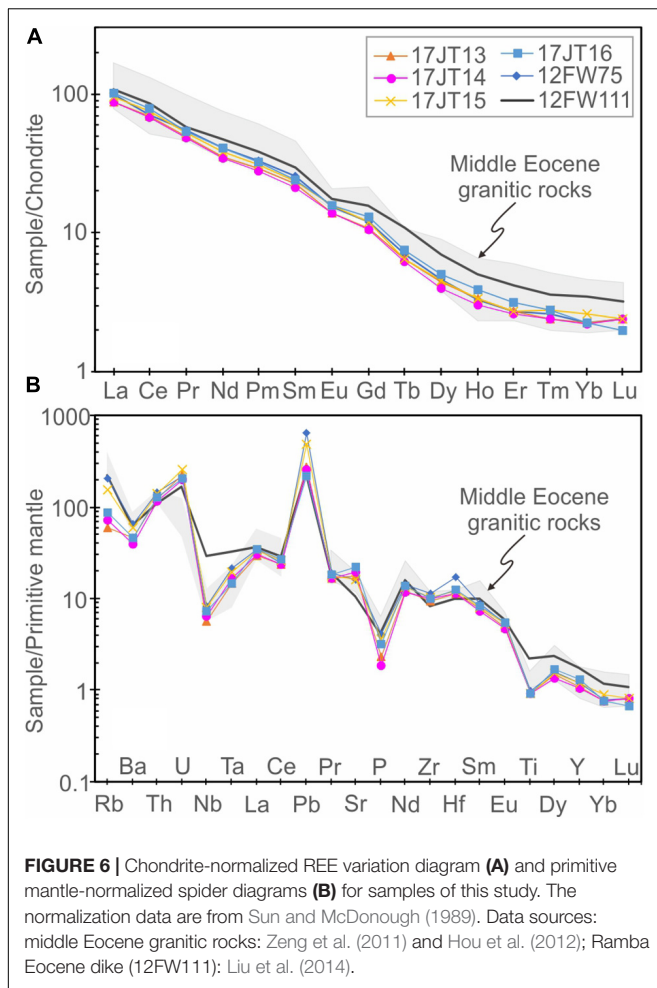 A
17JT13 17JT16
17JT14 12FW75
17JT15 12FW111
100
10
1
Sample/Chondrite
Middle Eocene
granitic rocks
La Ce Pr Nd Pm Sm Eu Gd Tb Dy Ho Er Tm Yb Lu
B
1000
100
10
1
0.1
Sample/Primitive mantle
Middle Eocene
granitic rocks
Ba U Ta Ce Pr P Zr Sm Ti Y Lu
Rb Th Nb La Pb Sr Nd Hf Eu Dy Yb
FIGURE 6 | Chondrite-normalized REE variation diagram (A) and primitive
mantle-normalized spider diagrams (B) for samples of this study. The
normalization data are from Sun and McDonough (1989). Data sources:
middle Eocene granitic rocks: Zeng et al. (2011) and Hou et al. (2012); Ramba
Eocene dike (12FW111): Liu et al. (2014).